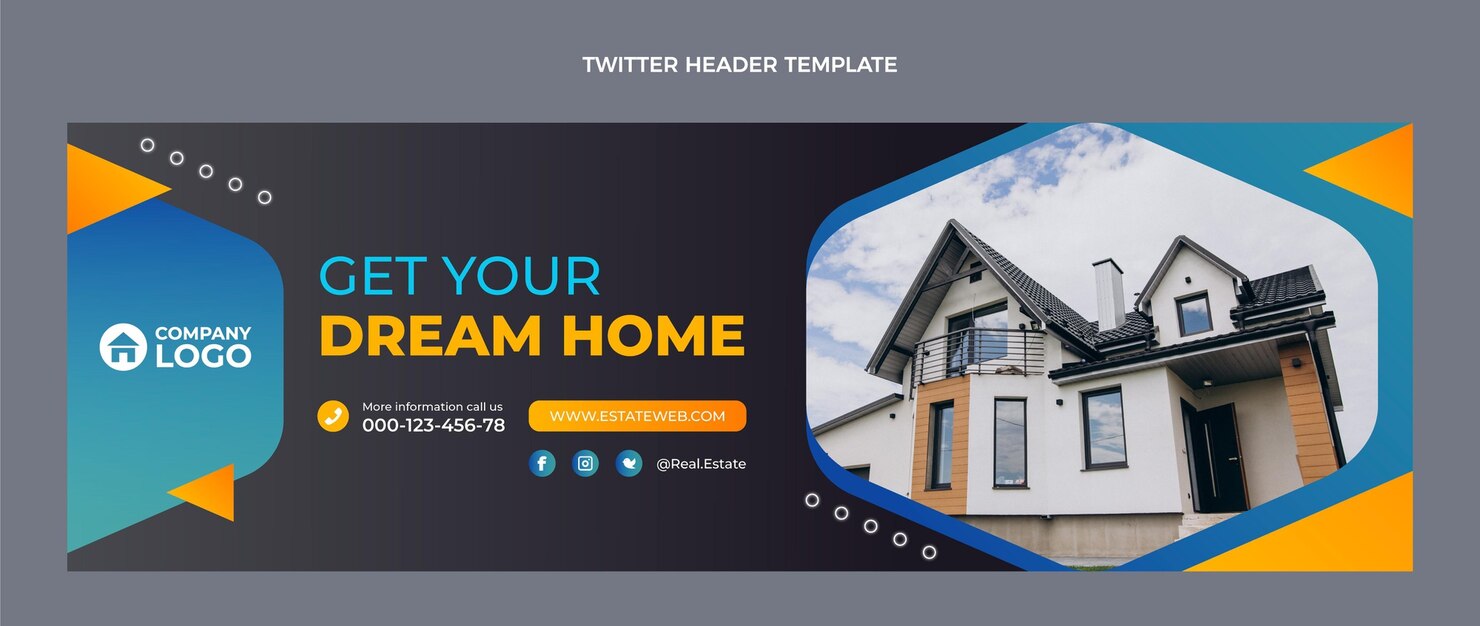 TWITTER HEADER TEMPLATE
COMPANY
LOGO
GET YOUR
DREAM HOME
More information call us
000-123-456-78
WWW.ESTATEWEB.COM
@Real.Estate